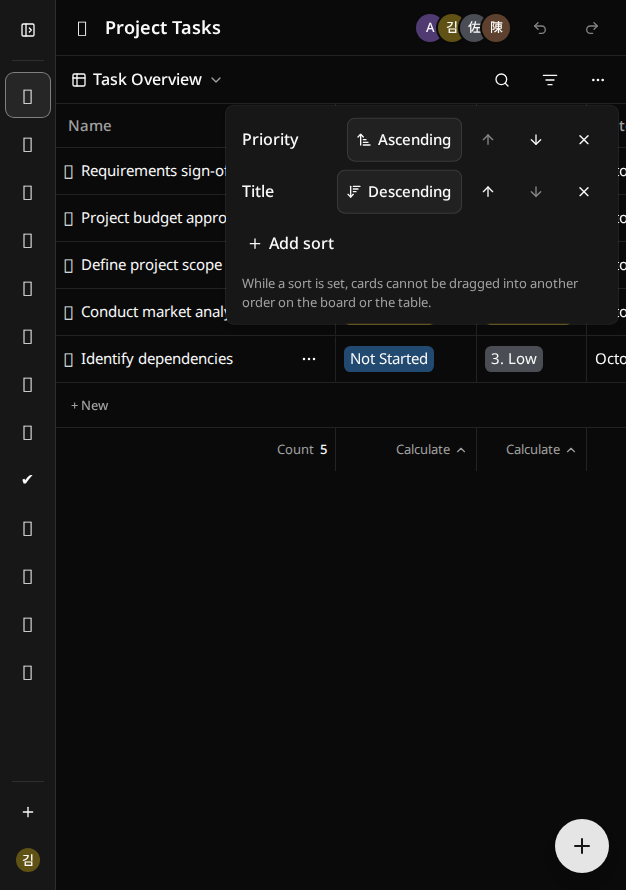 Project Tasks
A 김 佐 陳
Task Overview
Name
Priority Ascending
Title Descending
Add sort
While a sort is set, cards cannot be dragged into another
order on the board or the table.
Requirements sign-of
Project budget appro
Define project scope
Conduct market analy
Identify dependencies Not Started 3. Low Octo
+ New
Count 5 Calculate Calculate
김